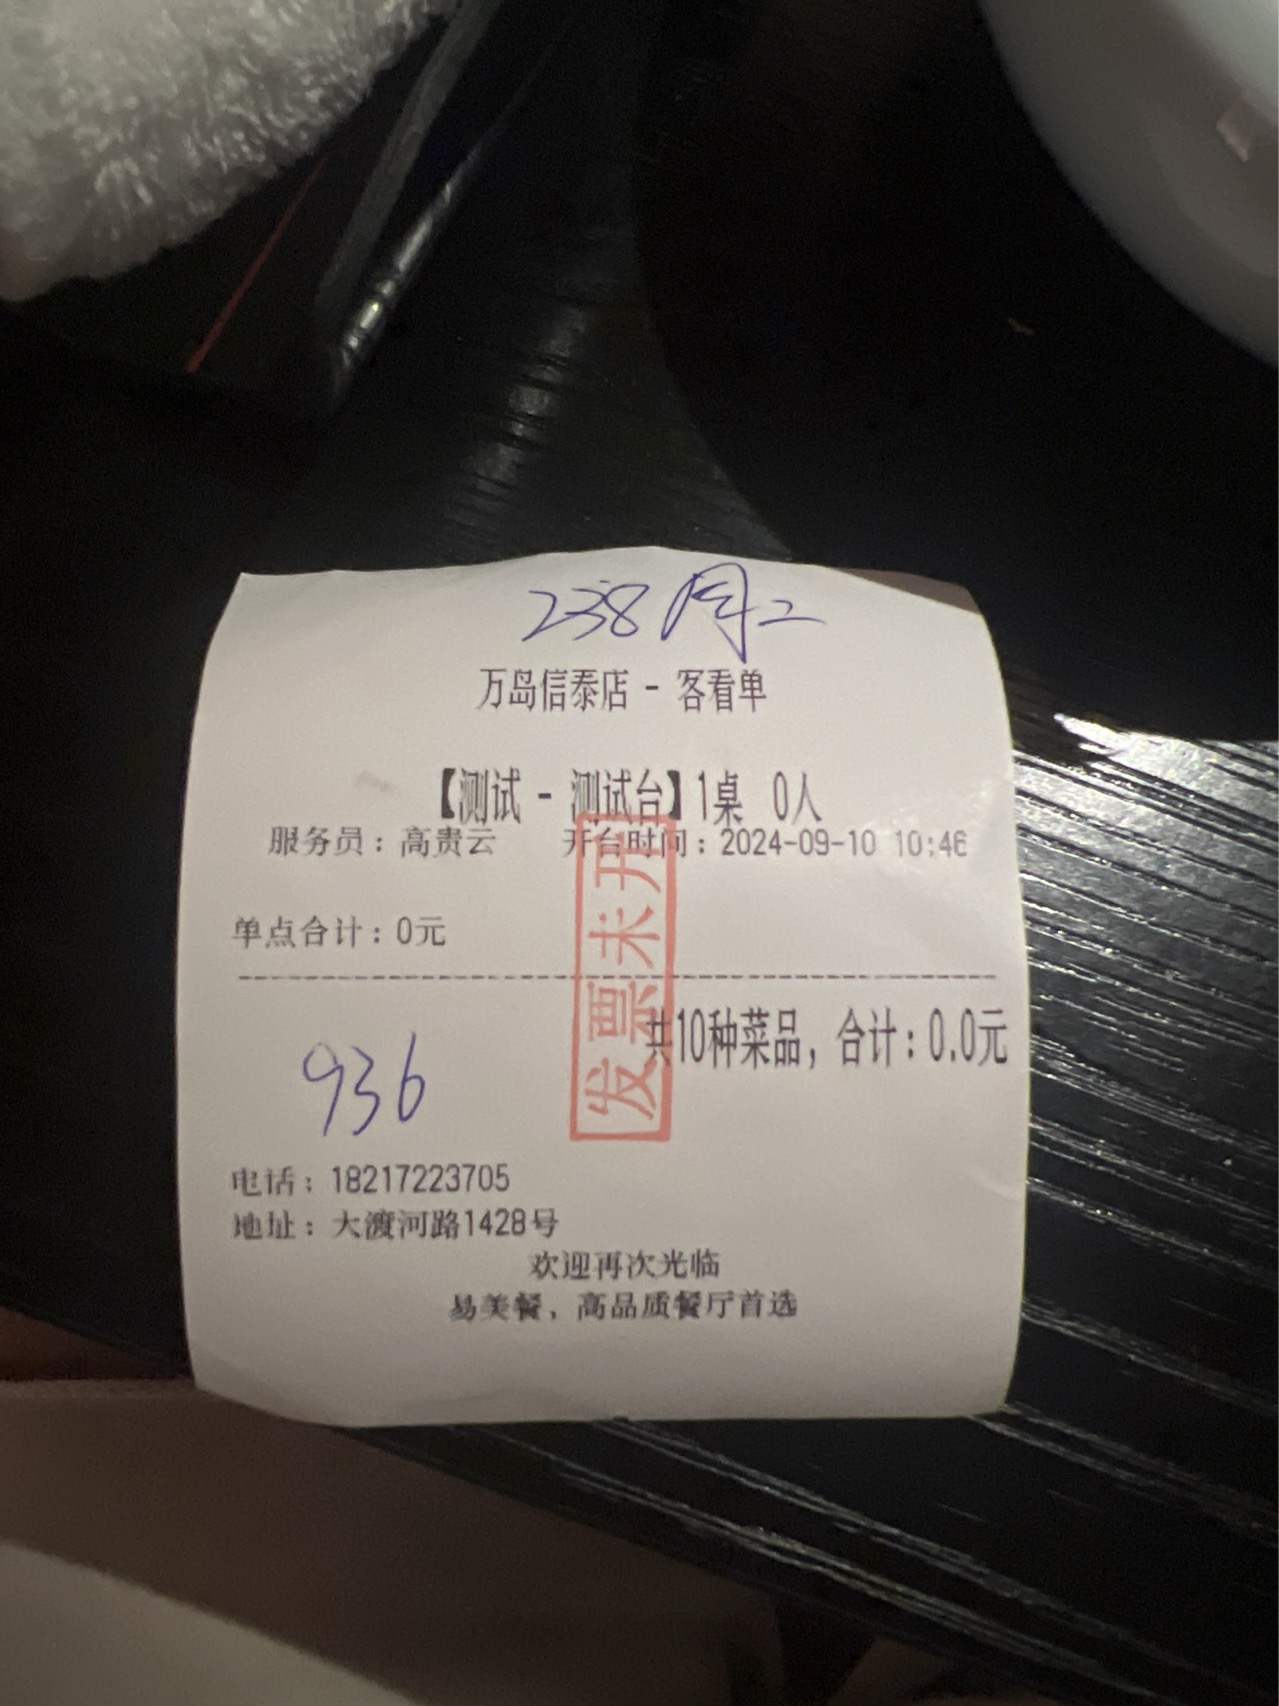 238周二
万岛信泰店 - 客看单
【测试 - 测试台】1桌 0人
服务员：高贵云 开台时间：2024-09-10 10:46
单点合计：0元
发票未开
共10种菜品，合计：0.0元
936
电话：18217223705
地址：大渡河路1428号
欢迎再次光临
易美餐，高品质餐厅首选